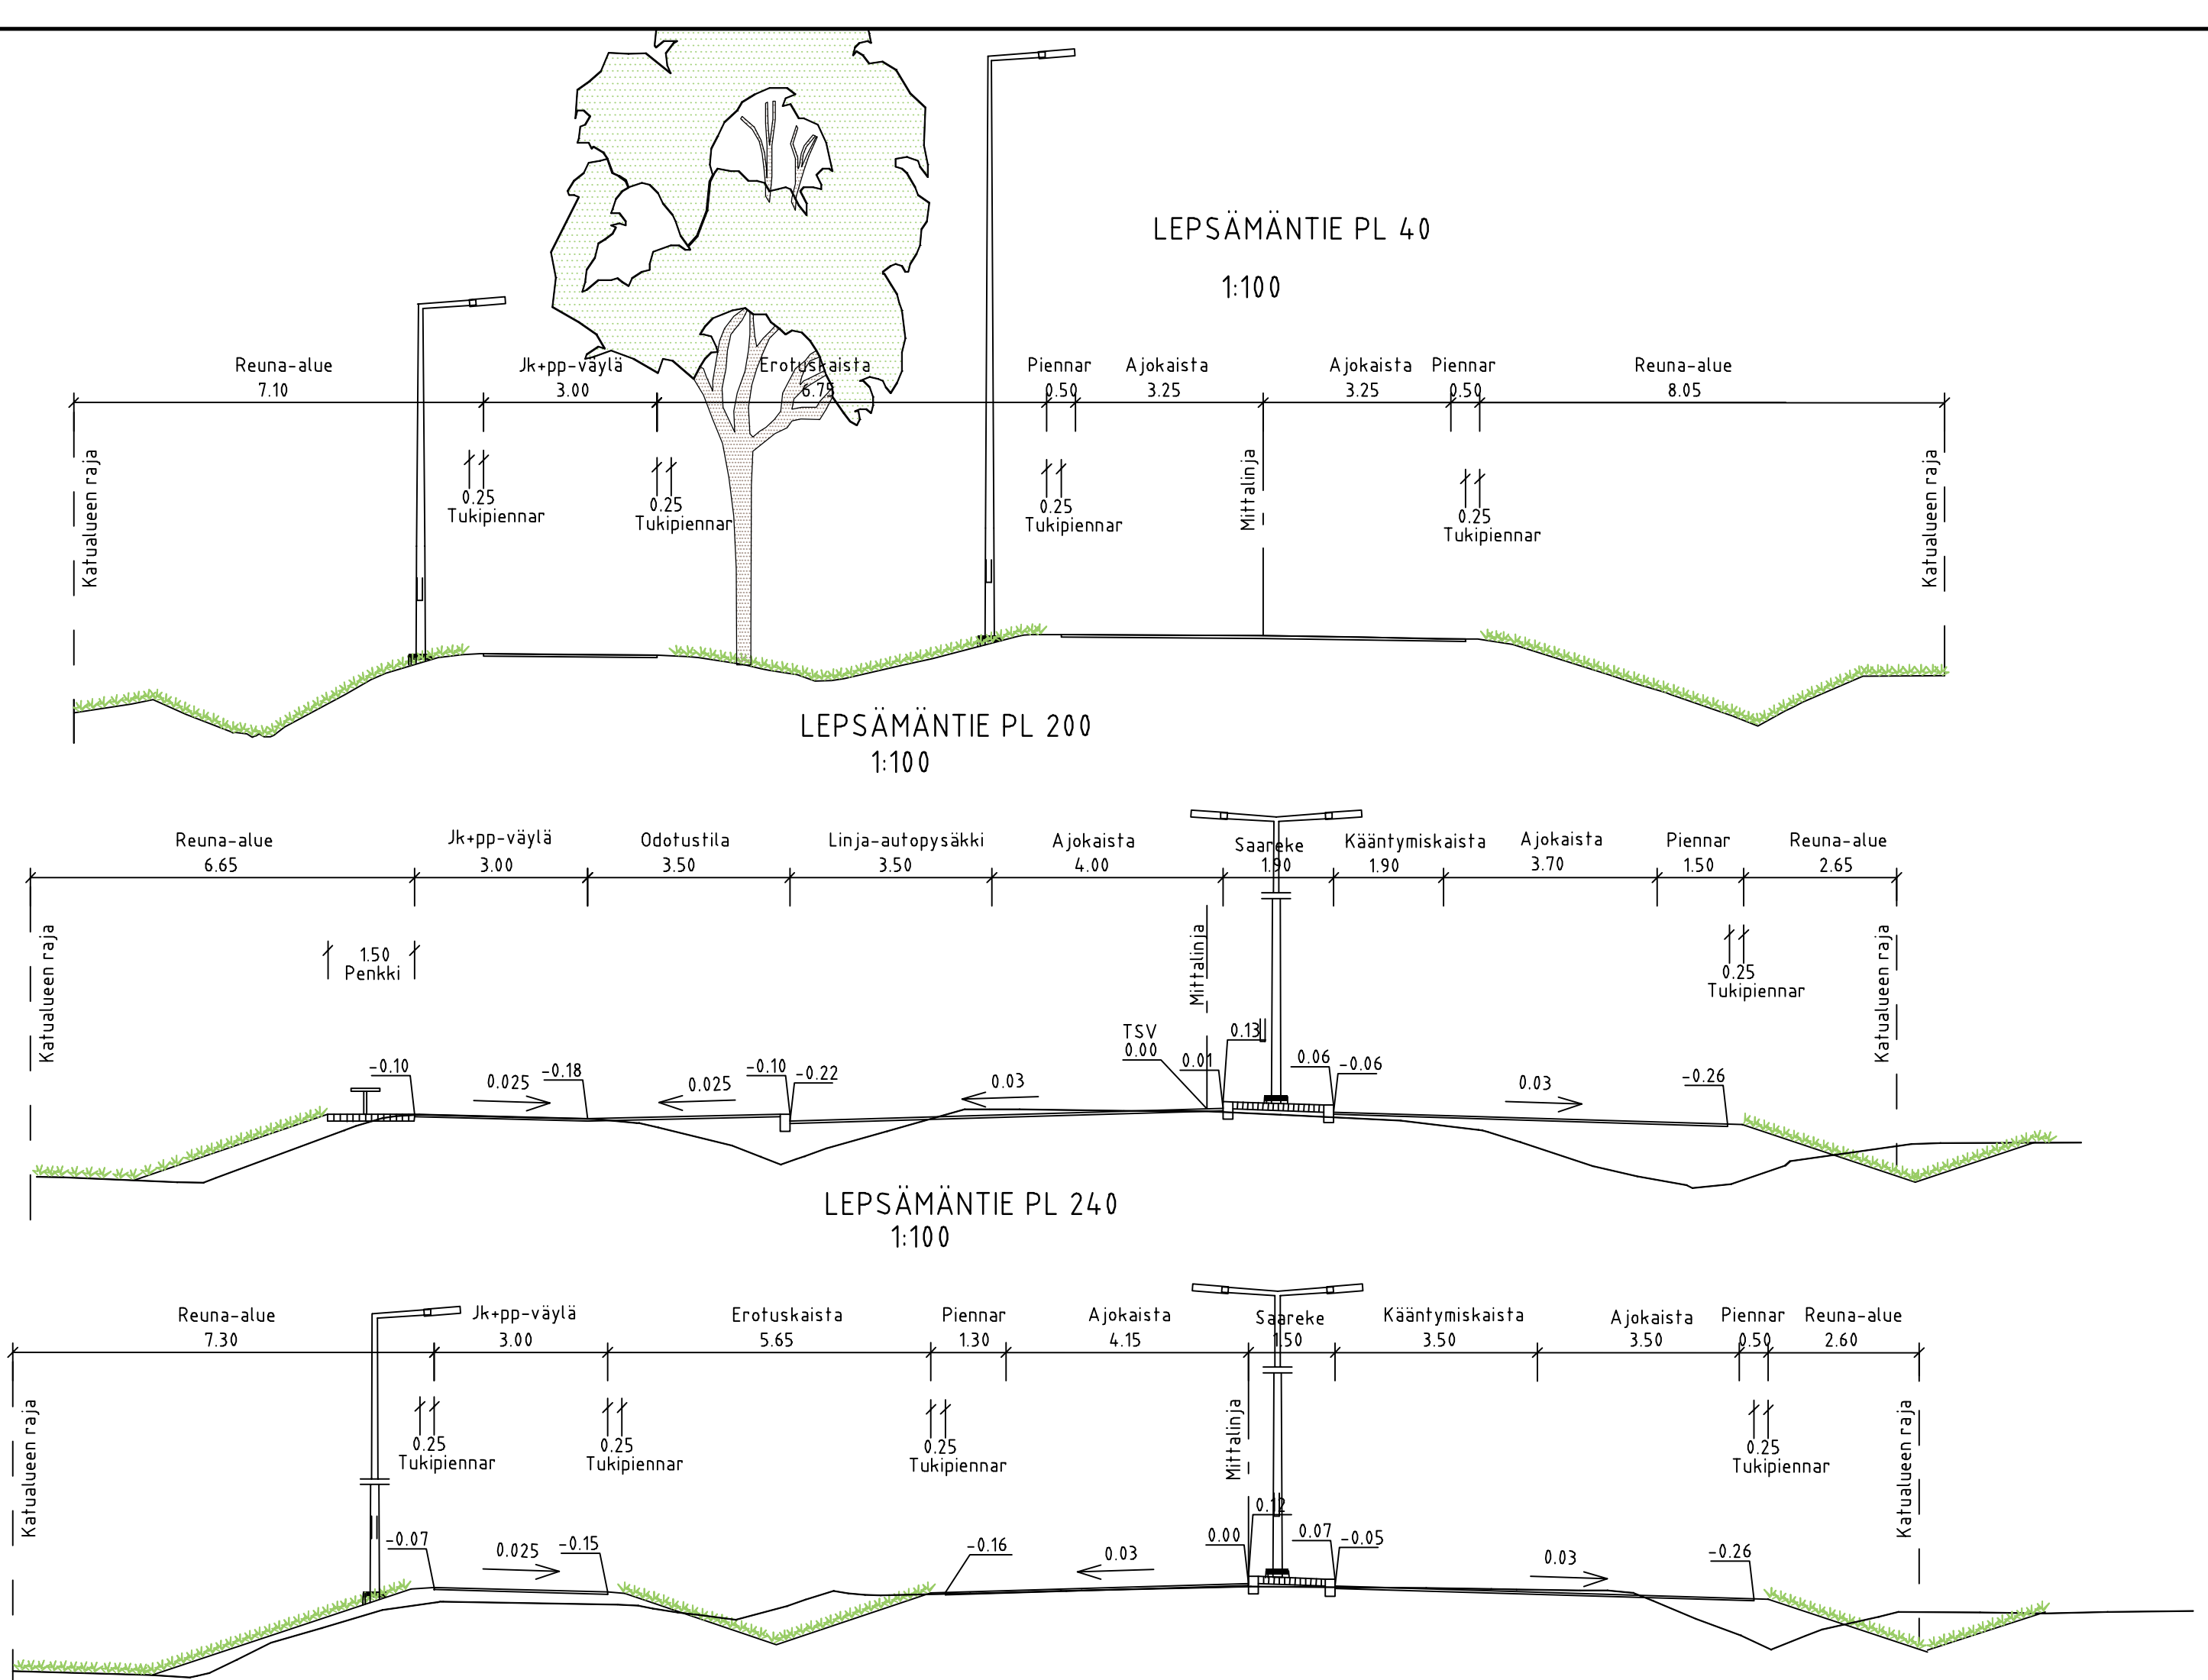 LEPSÄMÄNTIE PL 40
1:100
Reuna-alue
7.10
Jk+pp-väylä
3.00
Erotuskaista
6.75
Piennar
0.50
Ajokaista
3.25
Ajokaista
3.25
Piennar
0.50
Reuna-alue
8.05
Katualueen raja
0.25
Tukipiennar
0.25
Tukipiennar
0.25
Tukipiennar
Mittalinja
0.25
Tukipiennar
Katualueen raja
LEPSÄMÄNTIE PL 200
1:100
Reuna-alue
6.65
Jk+pp-väylä
3.00
Odotustila
3.50
Linja-autopysäkki
3.50
Ajokaista
4.00
Saareke
1.90
Kääntymiskaista
1.90
Ajokaista
3.70
Piennar
1.50
Reuna-alue
2.65
Katualueen raja
1.50
Penkki
Mittalinja
0.25
Tukipiennar
Katualueen raja
-0.10
0.025
-0.18
0.025
-0.10
-0.22
0.03
TSV
0.00
0.01
0.13
0.06
-0.06
0.03
-0.26
LEPSÄMÄNTIE PL 240
1:100
Reuna-alue
7.30
Jk+pp-väylä
3.00
Erotuskaista
5.65
Piennar
1.30
Ajokaista
4.15
Saareke
1.50
Kääntymiskaista
3.50
Ajokaista
3.50
Piennar
0.50
Reuna-alue
2.60
Katualueen raja
0.25
Tukipiennar
0.25
Tukipiennar
0.25
Tukipiennar
Mittalinja
0.25
Tukipiennar
Katualueen raja
-0.07
0.025
-0.15
-0.16
0.03
0.00
0.12
0.07
-0.05
0.03
-0.26